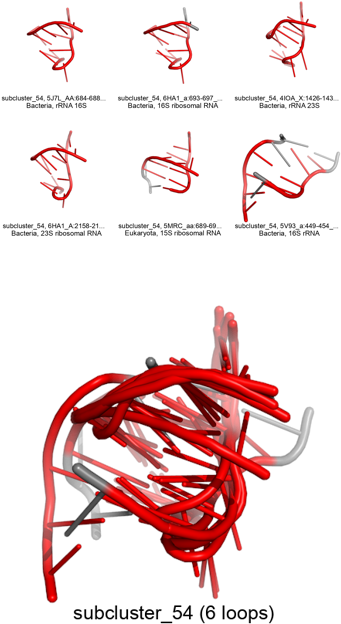 subcluster_54, 5J7L_AA:684-688...
Bacteria, rRNA 16S
subcluster_54, 6HA1_a:693-697_...
Bacteria, 16S ribosomal RNA
subcluster_54, 4IOA_X:1426-143...
Bacteria, rRNA 23S
subcluster_54, 6HA1_A:2158-21...
Bacteria, 23S ribosomal RNA
subcluster_54, 5MRC_aa:689-69...
Eukaryota, 15S ribosomal RNA
subcluster_54, 5V93_a:449-454_...
Bacteria, 16S rRNA
subcluster_54 (6 loops)